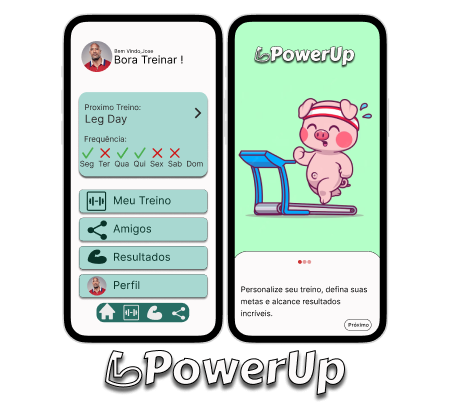 Bem Vindo,Jose
Bora Treinar !
Proximo Treino:
Leg Day
Frequência:
Seg Ter Qua Qui Sex Sab Dom
Meu Treino
Amigos
Resultados
Perfil
PowerUp
Personalize seu treino, defina suas
metas e alcance resultados
incríveis.
Próximo
PowerUp